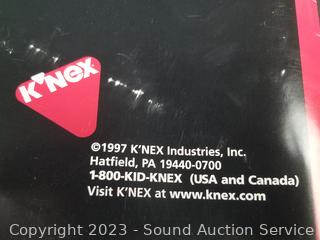 K'NEX
©1997 K'NEX Industries, Inc.
Hatfield, PA 19440-0700
1-800-KID-KNEX (USA and Canada)
Visit K'NEX at www.knex.com
Copyright 2023 - Sound Auction Service